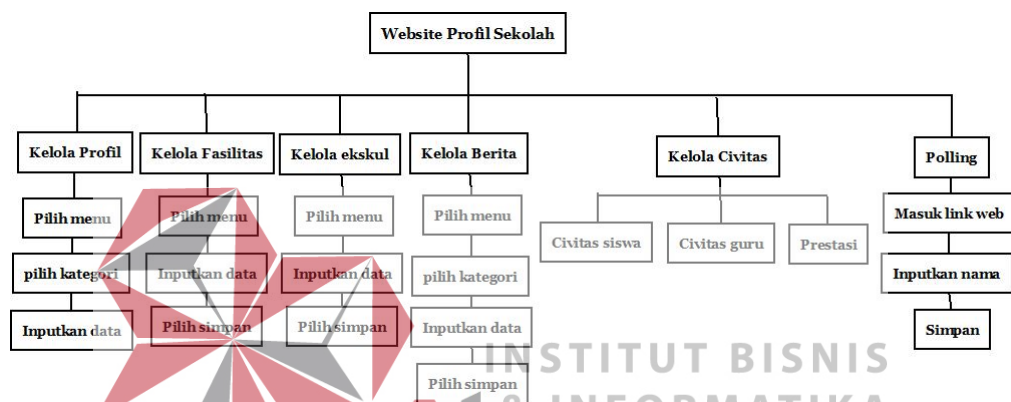 Website Profil Sekolah
Kelola Profil
Kelola Fasilitas
Kelola ekskul
Kelola Berita
Kelola Civitas
Polling
Pilih menu
Pilih menu
Pilih menu
Pilih menu
Masuk link web
Civitas siswa
Civitas guru
Prestasi
pilih kategori
Inputkan data
Inputkan data
pilih kategori
Inputkan nama
Inputkan data
Pilih simpan
Pilih simpan
Inputkan data
Simpan
INSTITUT BISNIS
Pilih simpan
& INFORMATIKA